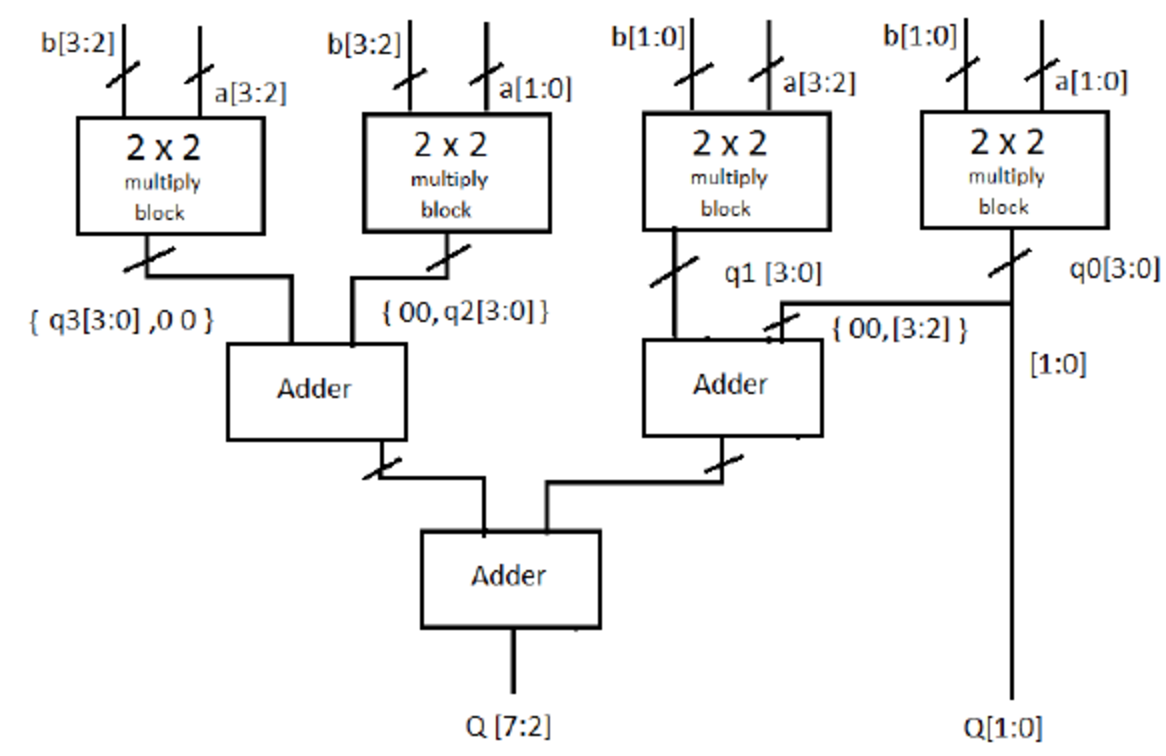 b[3:2]
a[3:2]
b[3:2]
a[1:0]
b[1:0]
a[3:2]
b[1:0]
a[1:0]
2 x 2
multiply
block
2 x 2
multiply
block
2 x 2
multiply
block
2 x 2
multiply
block
{ q3[3:0] ,0 0 }
{ 00, q2[3:0] }
q1 [3:0]
q0[3:0]
{ 00, [3:2] }
[1:0]
Adder
Adder
Adder
Q [7:2]
Q[1:0]